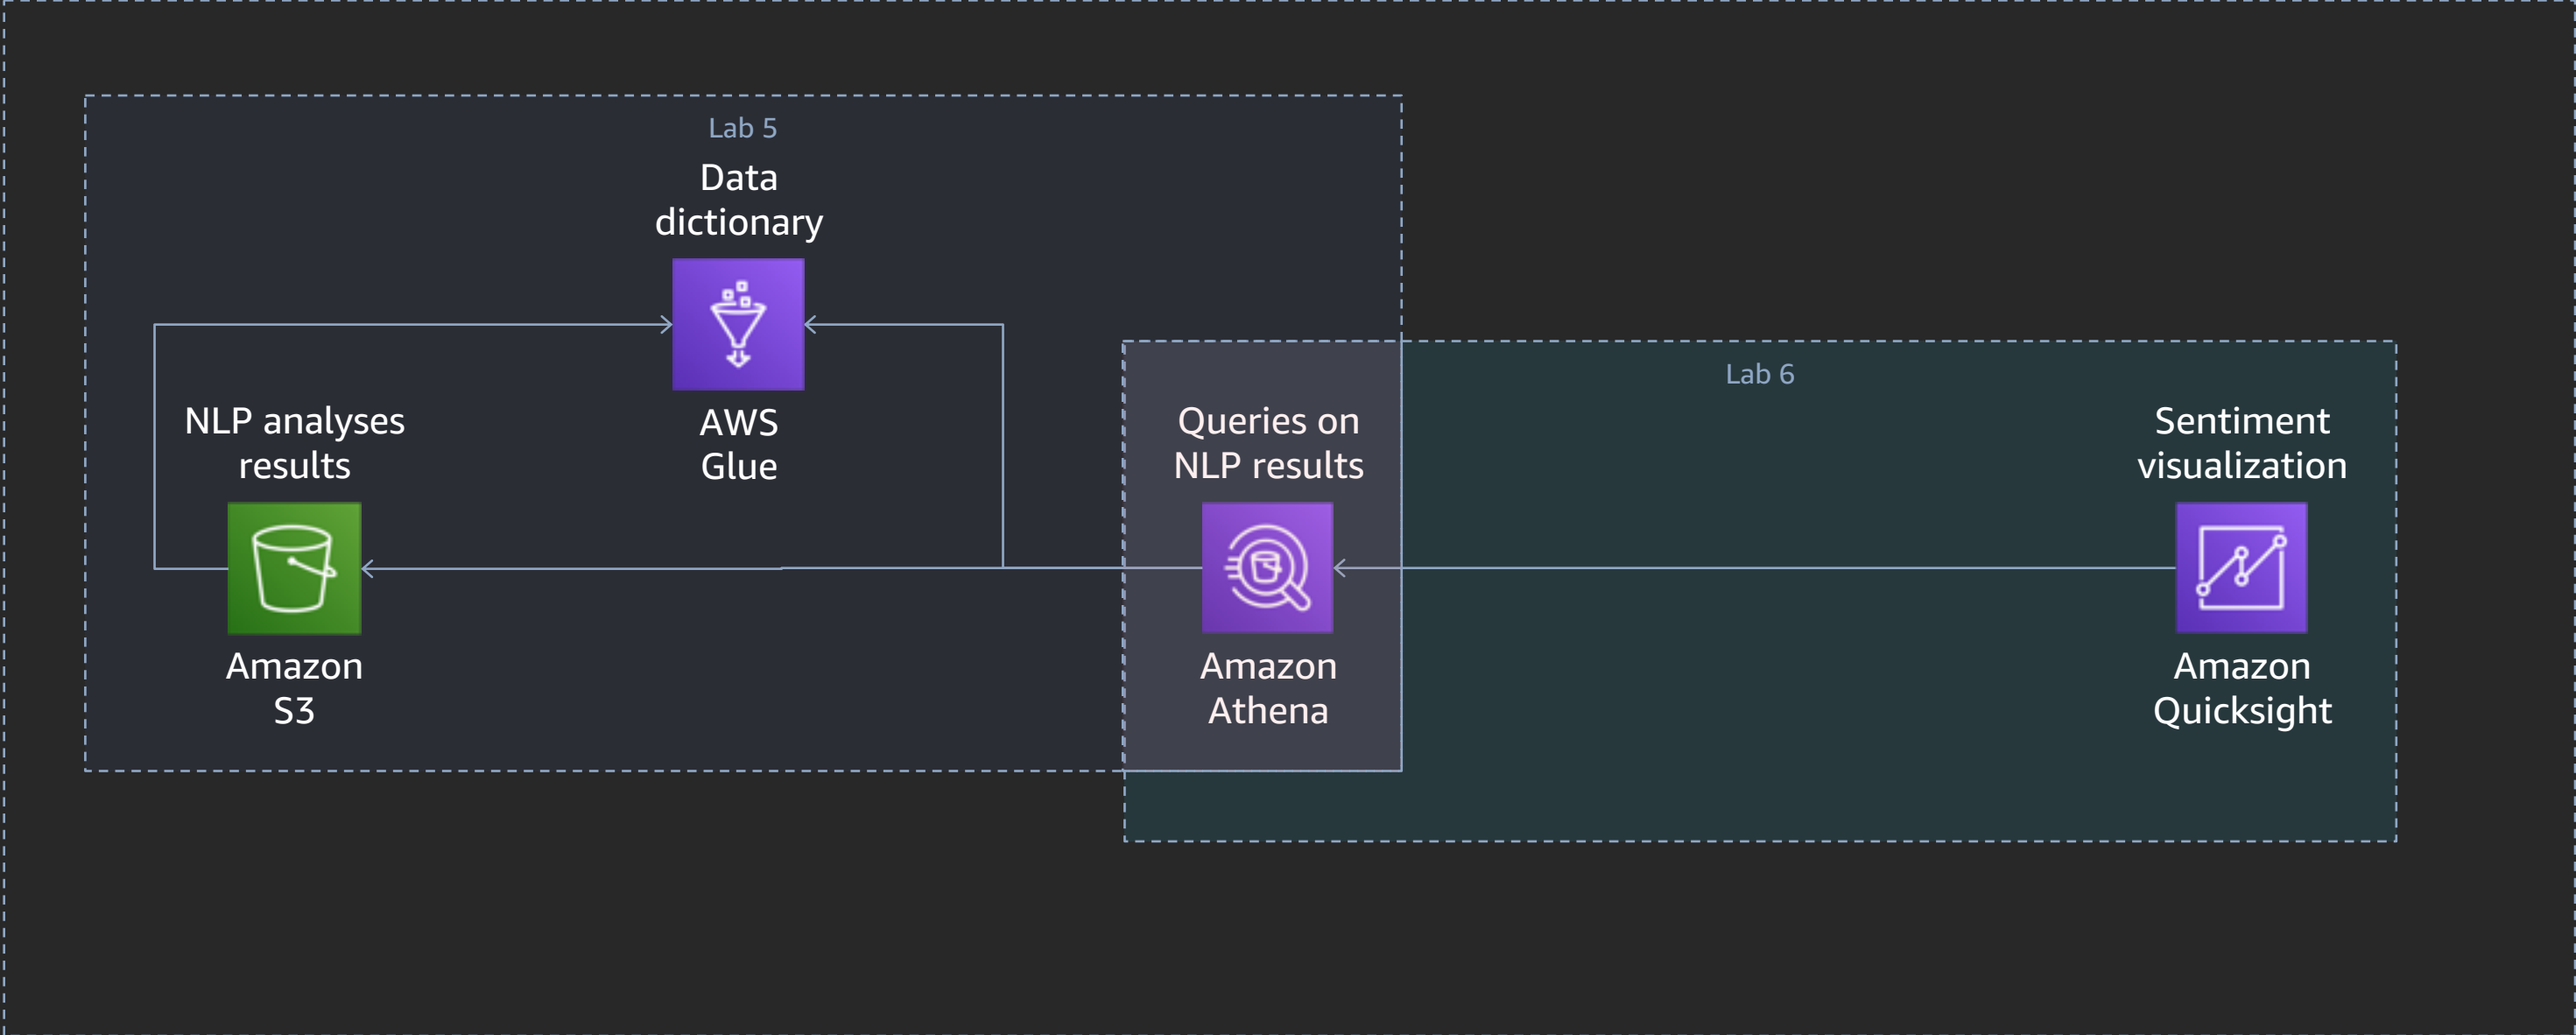 Lab 5
Data
dictionary
AWS
Glue
NLP analyses
results
Amazon
S3
Queries on
NLP results
Amazon
Athena
Lab 6
Sentiment
visualization
Amazon
Quicksight